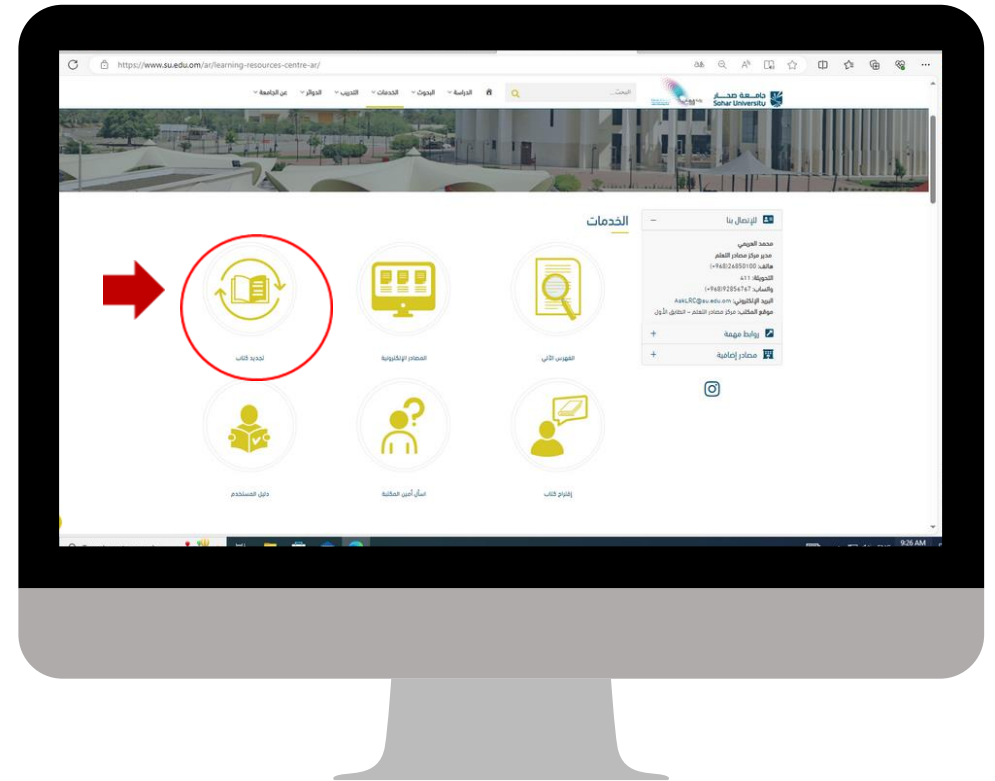 https://www.su.edu.om/ar/learning-resources-centre-ar/
جامعة صحار
Sohar University
البحث...
الدراسة
البحوث
الخدمات
التدريب
الدوائر
عن الجامعة
للإتصال بنا
محمد العريمي
مدير مركز مصادر التعلم
هاتف: 26850100(968+)
التحويلة: 411
واتساب: 92856767(968+)
البريد الإلكتروني: AskLRC@su.edu.om
موقع المكتب: مركز مصادر التعلم – الطابق الأول
روابط مهمة
مصادر إضافية
الخدمات
الفهرس الآلي
المصادر الإلكترونية
تجديد كتاب
إقتراح كتاب
اسأل أمين المكتبة
دليل المستخدم
9:26 AM